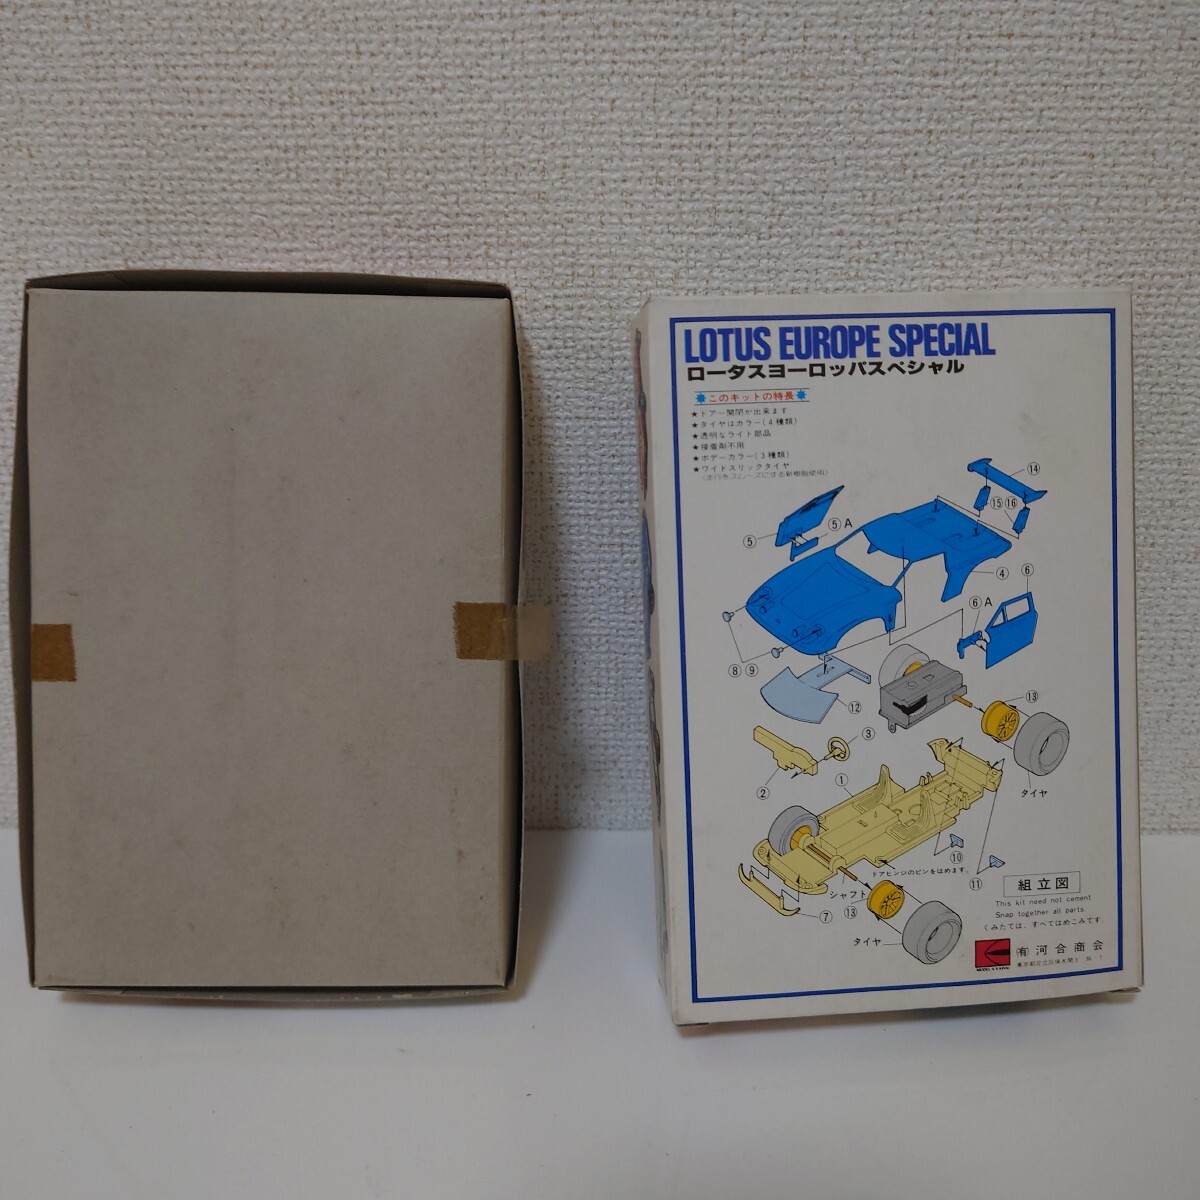 LOTUS EUROPE SPECIAL
ロータスヨーロッパスペシャル
このキットの特長
★ドアー開閉が出来ます
★タイヤはカラー(4種類)
★透明なライト部品
★接着剤不用
★ボデーカラー(3種類)
★ワイドスリックタイヤ
⑭
⑮ ⑯
⑤ A
⑤
④
⑥
⑥ A
⑧ ⑨
⑫
⑬
③
②
①
タイヤ
⑩
ドアヒンジのピンをはめます。
⑪
シャフト
⑬
⑦
タイヤ
組立図
This kit need not cement
Snap together all parts.
くみたては、すべてはめこみです。
(有)河合商会